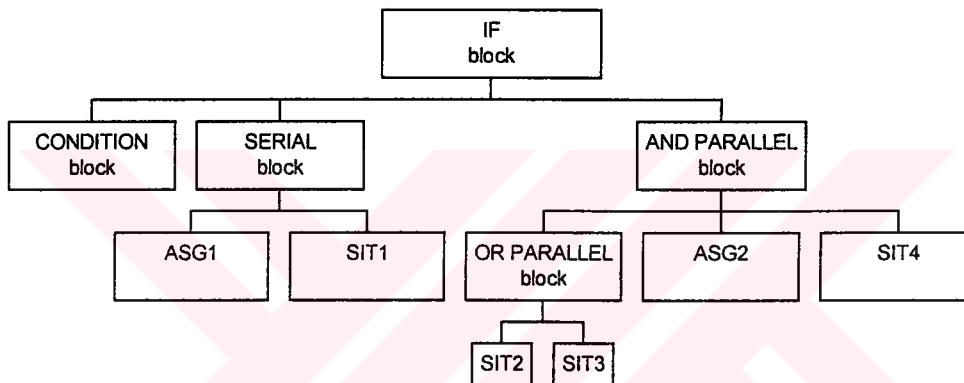 IF
block
CONDITION
block
SERIAL
block
AND PARALLEL
block
ASG1
SIT1
OR PARALLEL
block
ASG2
SIT4
SIT2
SIT3